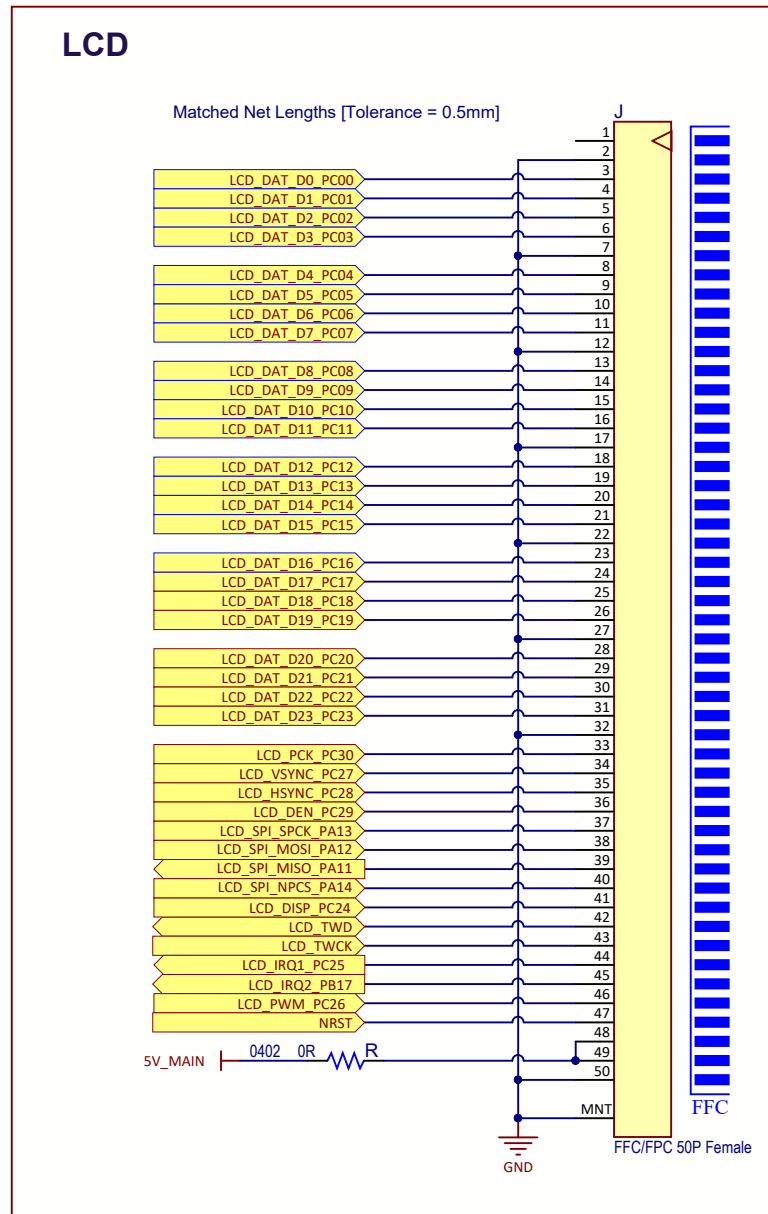 LCD
Matched Net Lengths [Tolerance = 0.5mm]
J
1
2
LCD_DAT_D0_PC00 3
LCD_DAT_D1_PC01 4
LCD_DAT_D2_PC02 5
LCD_DAT_D3_PC03 6
7
LCD_DAT_D4_PC04 8
LCD_DAT_D5_PC05 9
LCD_DAT_D6_PC06 10
LCD_DAT_D7_PC07 11
12
LCD_DAT_D8_PC08 13
LCD_DAT_D9_PC09 14
LCD_DAT_D10_PC10 15
LCD_DAT_D11_PC11 16
17
LCD_DAT_D12_PC12 18
LCD_DAT_D13_PC13 19
LCD_DAT_D14_PC14 20
LCD_DAT_D15_PC15 21
22
LCD_DAT_D16_PC16 23
LCD_DAT_D17_PC17 24
LCD_DAT_D18_PC18 25
LCD_DAT_D19_PC19 26
27
LCD_DAT_D20_PC20 28
LCD_DAT_D21_PC21 29
LCD_DAT_D22_PC22 30
LCD_DAT_D23_PC23 31
32
LCD_PCK_PC30 33
LCD_VSYNC_PC27 34
LCD_HSYNC_PC28 35
LCD_DEN_PC29 36
LCD_SPI_SPCK_PA13 37
LCD_SPI_MOSI_PA12 38
LCD_SPI_MISO_PA11 39
LCD_SPI_NPCS_PA14 40
LCD_DISP_PC24 41
LCD_TWD 42
LCD_TWCK 43
LCD_IRQ1_PC25 44
LCD_IRQ2_PB17 45
LCD_PWM_PC26 46
NRST 47
48
5V_MAIN 0402 0R R 49
50
MNT FFC
GND FFC/FPC 50P Female